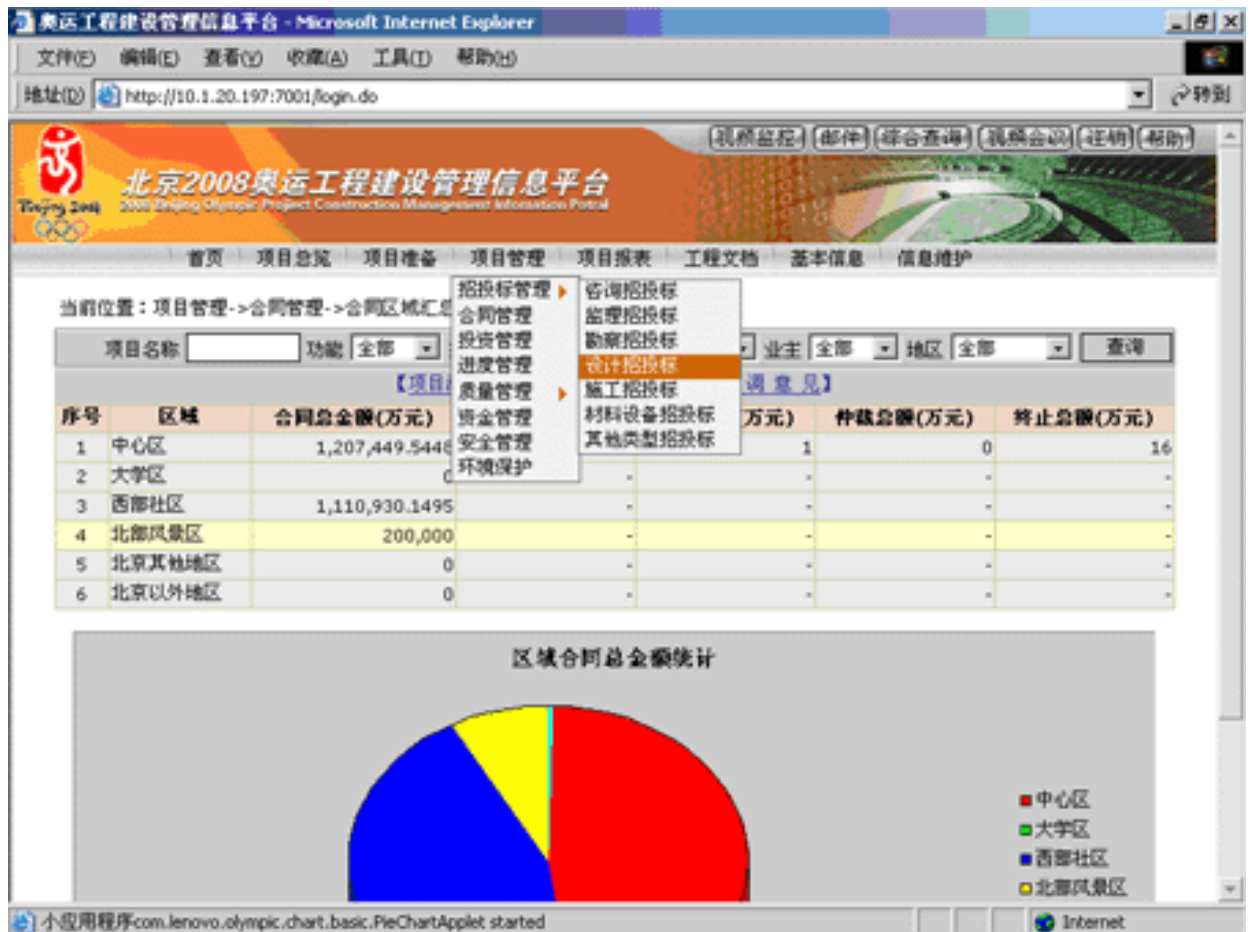 奥运工程建设管理信息平台 - Microsoft Internet Explorer
文件(F) 编辑(E) 查看(V) 收藏(A) 工具(T) 帮助(H)
地址(D) http://10.1.20.197:7001/login.do 转到
视频监控 邮件 综合查询 视频会议 注销 帮助
北京2008奥运工程建设管理信息平台
2008 Beijing Olympic Project Construction Management Information Portal
Beijing 2008
首页 项目总览 项目准备 项目管理 项目报表 工程文档 基本信息 信息维护
当前位置：项目管理->合同管理->合同区域汇总
招投标管理
合同管理
投资管理
进度管理
质量管理
资金管理
安全管理
环境保护
咨询招投标
监理招投标
勘察招投标
设计招投标
施工招投标
材料设备招投标
其他类型招投标
项目名称 功能 全部 业主 全部 地区 全部 查询
【项目 调 意 见】
序号 区域 合同总金额(万元) 万元) 仲裁总额(万元) 终止总额(万元)
1 中心区 1,207,449.5448 1 0 16
2 大学区 0 - - - -
3 西部社区 1,110,930.1495 - - - -
4 北部风景区 200,000 - - - -
5 北京其他地区 0 - - - -
6 北京以外地区 0 - - - -
区域合同总金额统计
中心区
大学区
西部社区
北部风景区
小应用程序com.lenovo.olympic.chart.basic.PieChartApplet started Internet